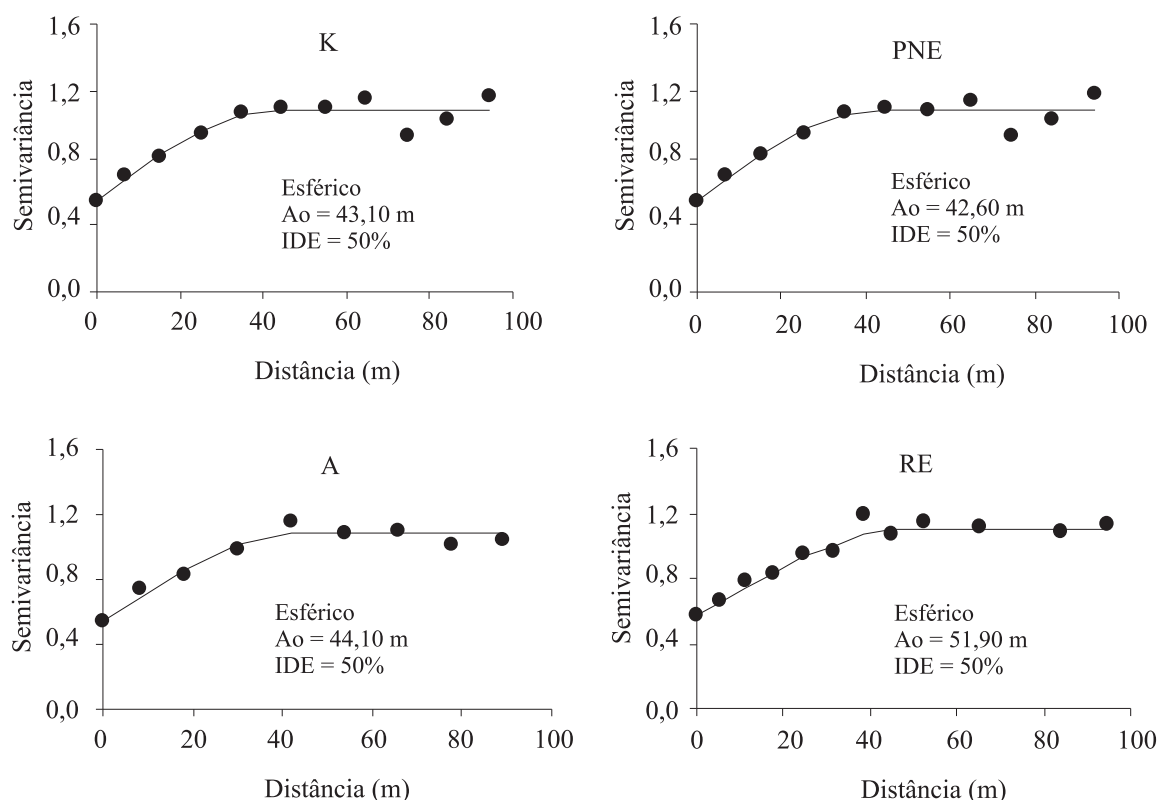 K
1,6
1,2
0,8
0,4
0,0
Semivariância
Esférico
Ao = 43,10 m
IDE = 50%
0 20 40 60 80 100
Distância (m)
PNE
1,6
1,2
0,8
0,4
0,0
Semivariância
Esférico
Ao = 42,60 m
IDE = 50%
0 20 40 60 80 100
Distância (m)
A
1,6
1,2
0,8
0,4
0,0
Semivariância
Esférico
Ao = 44,10 m
IDE = 50%
0 20 40 60 80 100
Distância (m)
RE
1,6
1,2
0,8
0,4
0,0
Semivariância
Esférico
Ao = 51,90 m
IDE = 50%
0 20 40 60 80 100
Distância (m)